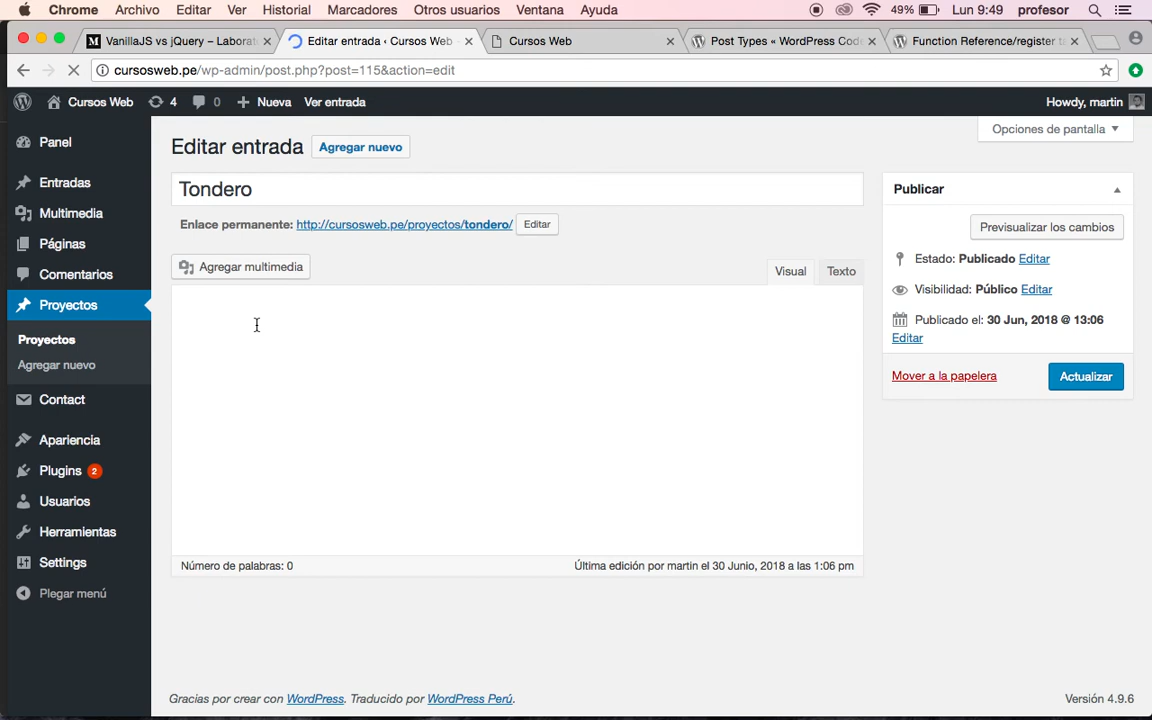 Chrome Archivo Editar Ver Historial Marcadores Otros usuarios Ventana Ayuda 49% Lun 9:49 profesor
VanillaJS vs jQuery – Laborat
Editar entrada ‹ Cursos Web
Cursos Web
Post Types « WordPress Code
Function Reference/register ta
cursosweb.pe/wp-admin/post.php?post=115&action=edit
Cursos Web 4 0 Nueva Ver entrada Howdy, martin
Opciones de pantalla
Panel
Entradas
Multimedia
Páginas
Comentarios
Proyectos
Proyectos
Agregar nuevo
Contact
Apariencia
Plugins 2
Usuarios
Herramientas
Settings
Plegar menú
Editar entrada Agregar nuevo
Tondero
Enlace permanente: http://cursosweb.pe/proyectos/tondero/ Editar
Agregar multimedia
Visual Texto
Número de palabras: 0 Última edición por martin el 30 Junio, 2018 a las 1:06 pm
Publicar
Previsualizar los cambios
Estado: Publicado Editar
Visibilidad: Público Editar
Publicado el: 30 Jun, 2018 @ 13:06
Editar
Mover a la papelera Actualizar
Gracias por crear con WordPress. Traducido por WordPress Perú. Versión 4.9.6